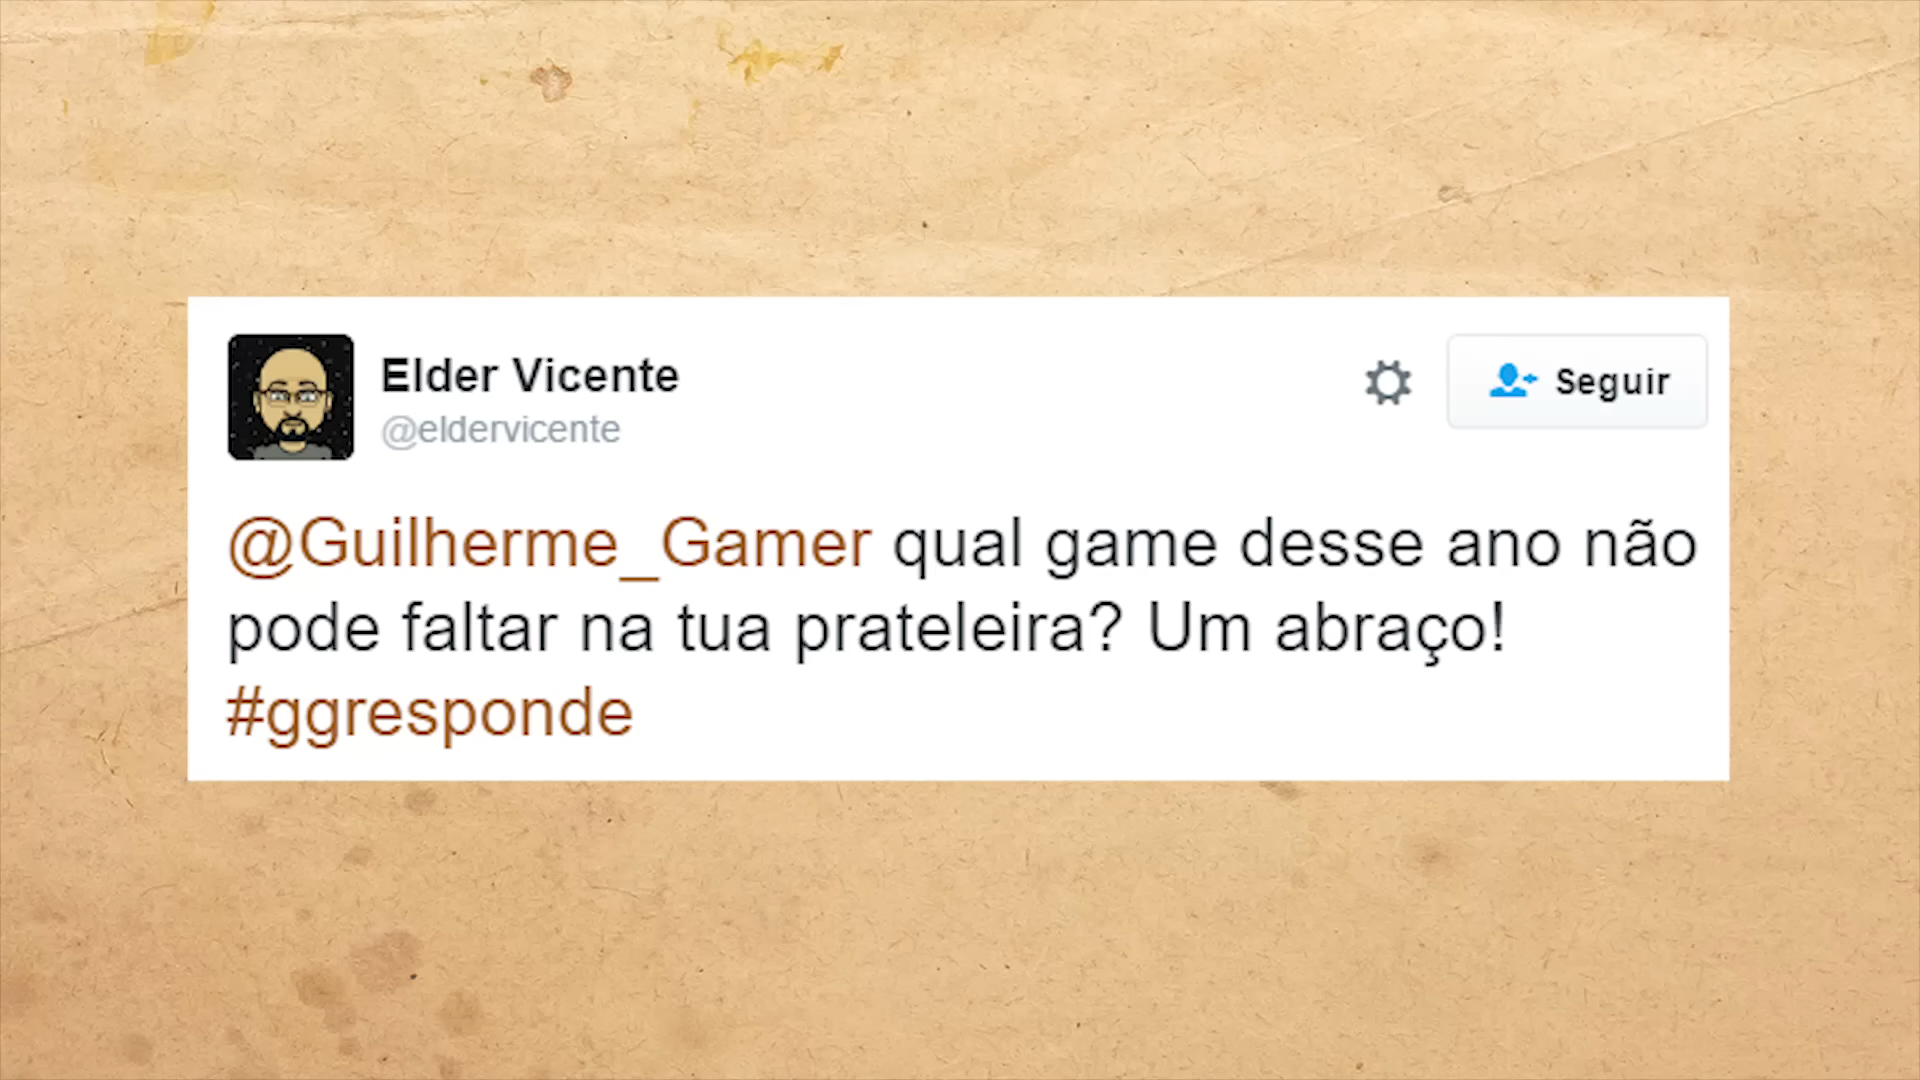 Elder Vicente
@eldervicente
Seguir
@Guilherme_Gamer qual game desse ano não
pode faltar na tua prateleira? Um abraço!
#ggresponde